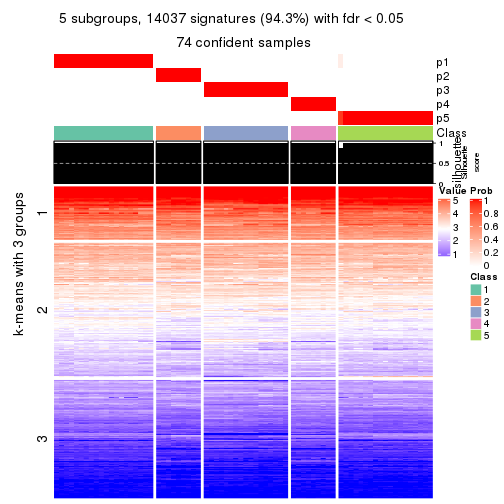 5 subgroups, 14037 signatures (94.3%) with fdr < 0.05
74 confident samples
p1
p2
p3
p4
p5
Class
1
0.5
0
silhouette
Silhouette
score
k-means with 3 groups
1
2
3
Value
5
4
3
2
1
Prob
1
0.8
0.6
0.4
0.2
0
Class
1
2
3
4
5